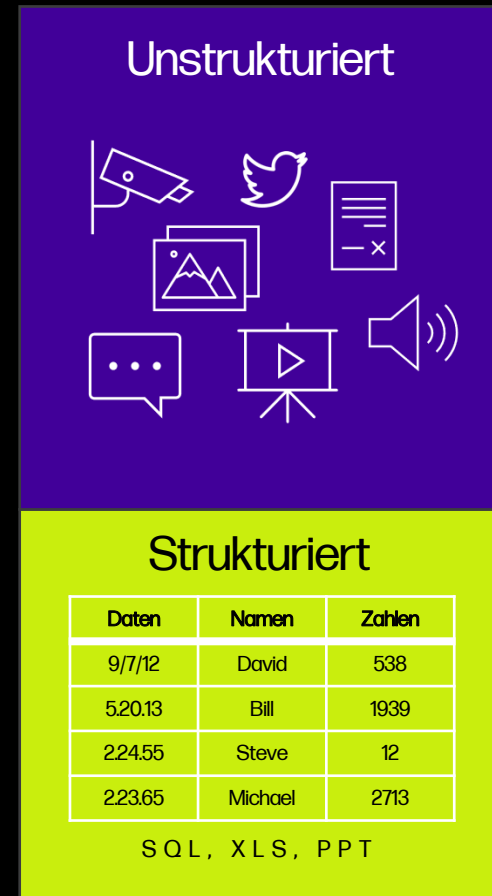 Unstrukturiert
Strukturiert
Daten Namen Zahlen
9/7/12 David 538
5.20.13 Bill 1939
2.24.55 Steve 12
2.23.65 Michael 2713
SQL, XLS, PPT